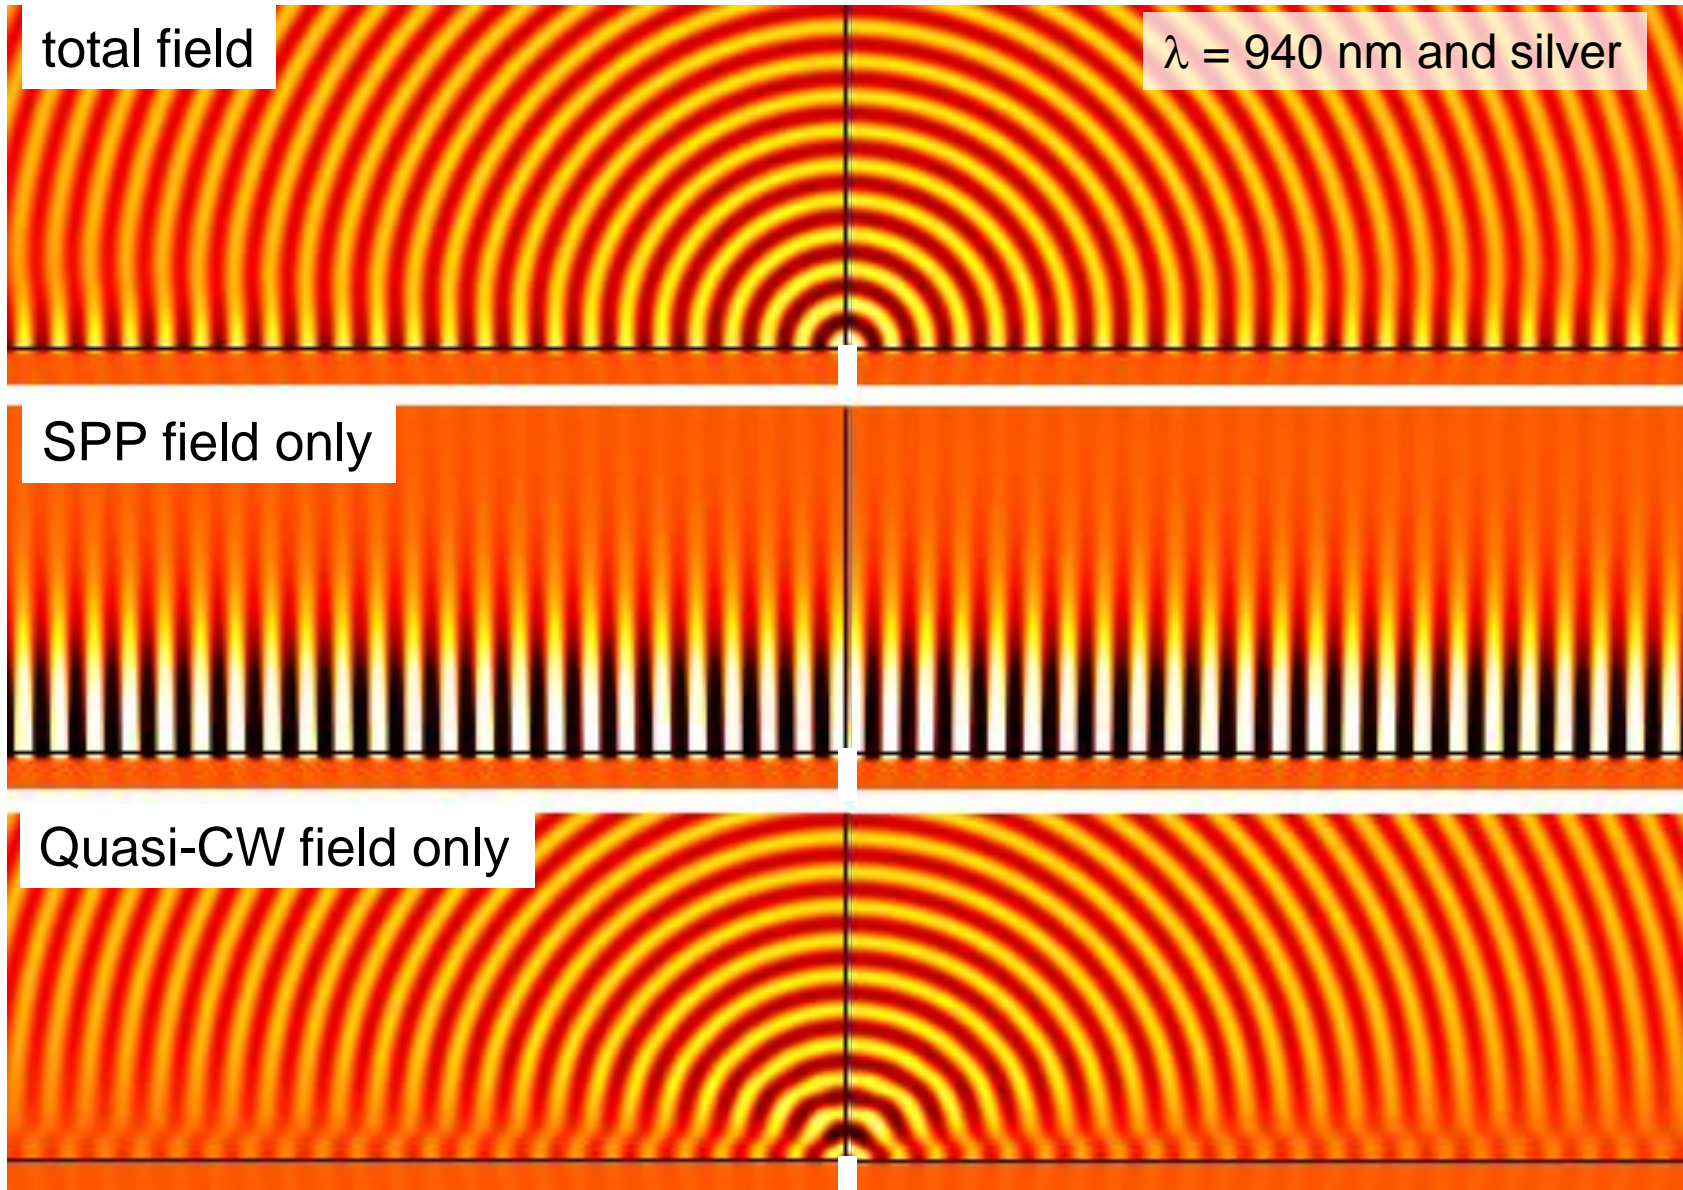 total field
λ = 940 nm and silver
SPP field only
Quasi-CW field only